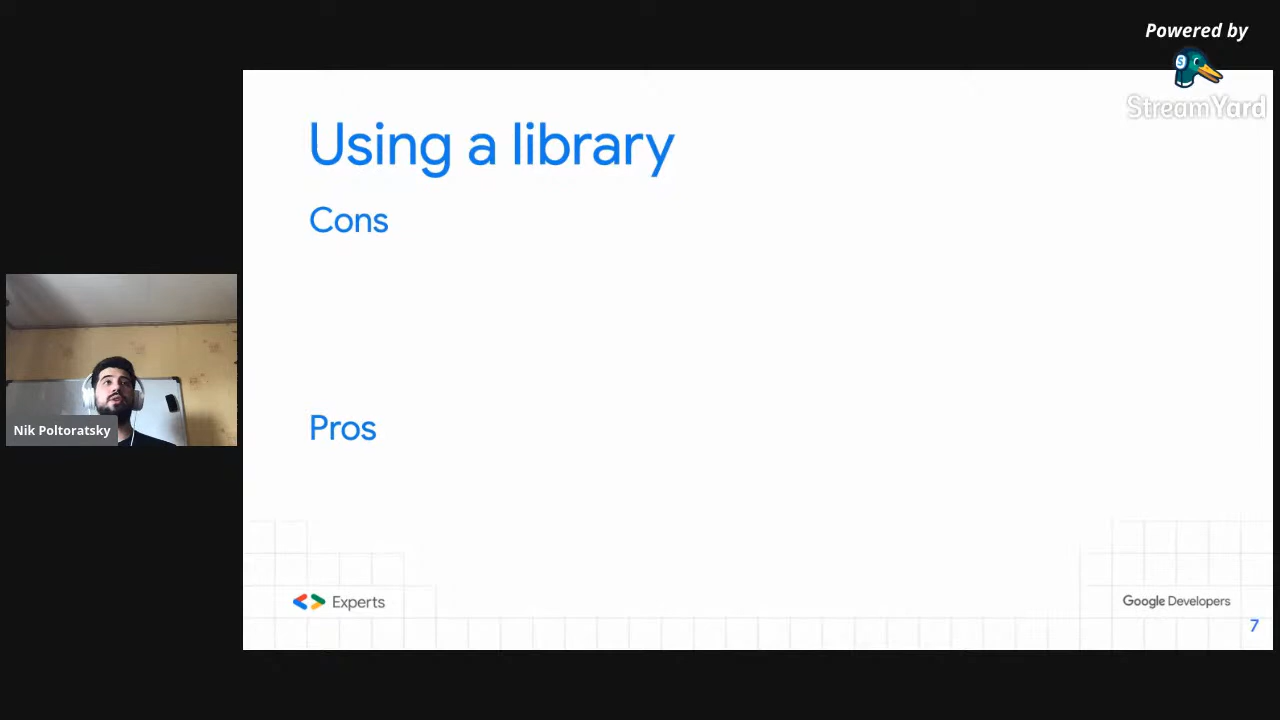 Powered by
StreamYard
Using a library
Cons
Pros
Nik Poltoratsky
Experts
Google Developers
7